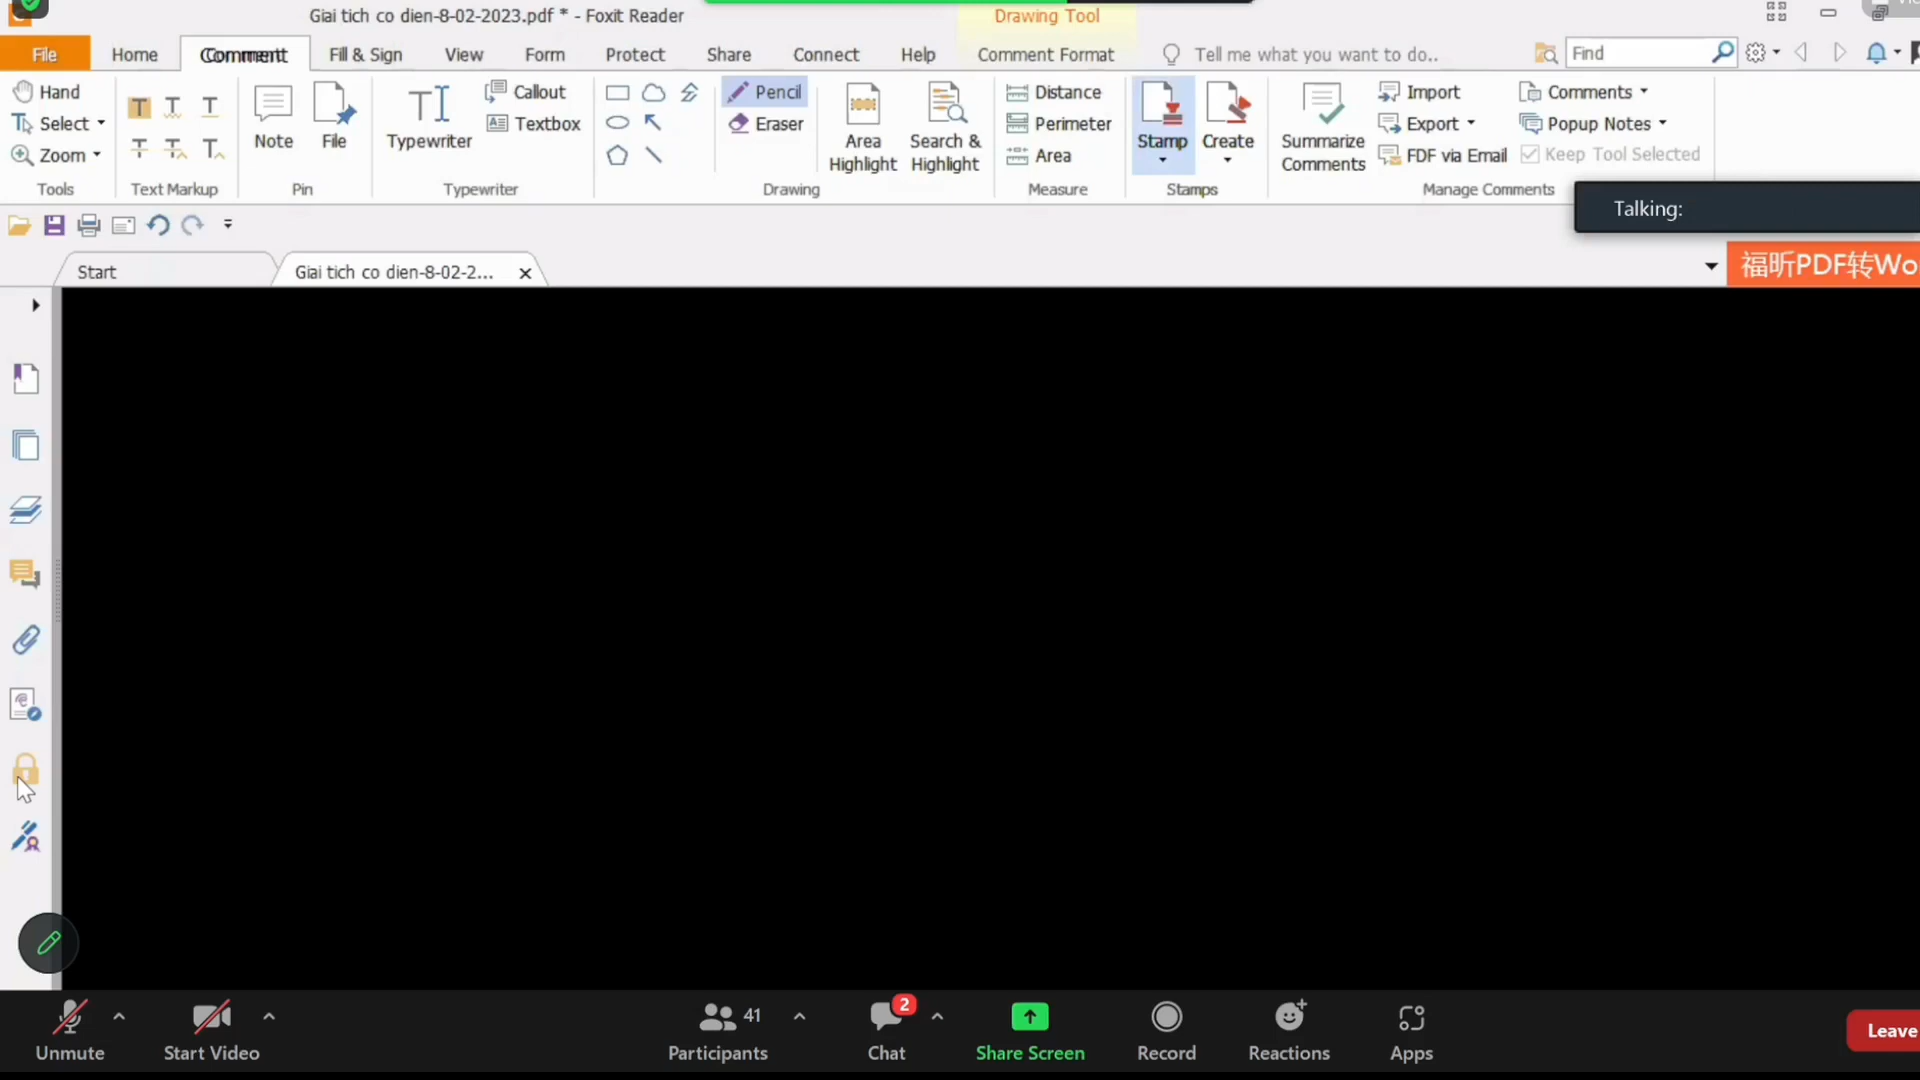 Giai tich co dien-8-02-2023.pdf * - Foxit Reader
Drawing Tool
File Home Comment Fill & Sign View Form Protect Share Connect Help Comment Format Tell me what you want to do.. Find
Hand
Select
Zoom
Tools
Text Markup
Note
File
Pin
Typewriter
Callout
Textbox
Typewriter
Pencil
Eraser
Area
Highlight
Search &
Highlight
Drawing
Distance
Perimeter
Area
Measure
Stamp
Create
Stamps
Summarize
Comments
Import
Export
FDF via Email
Comments
Popup Notes
Keep Tool Selected
Manage Comments
Talking:
Start
Giai tich co dien-8-02-2...
福昕PDF转Wo
Unmute
Start Video
41
Participants
2
Chat
Share Screen
Record
Reactions
Apps
Leave